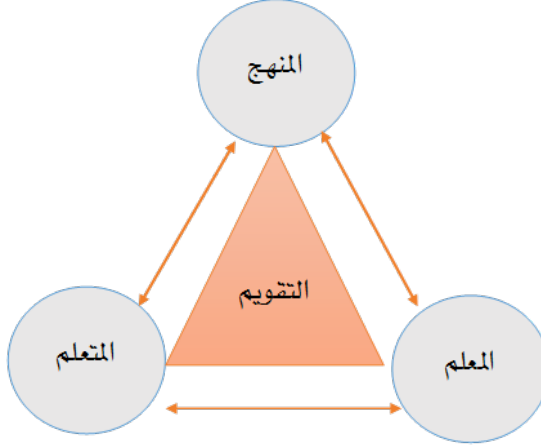 المنهج
التقويم
المعلم
المتعلم